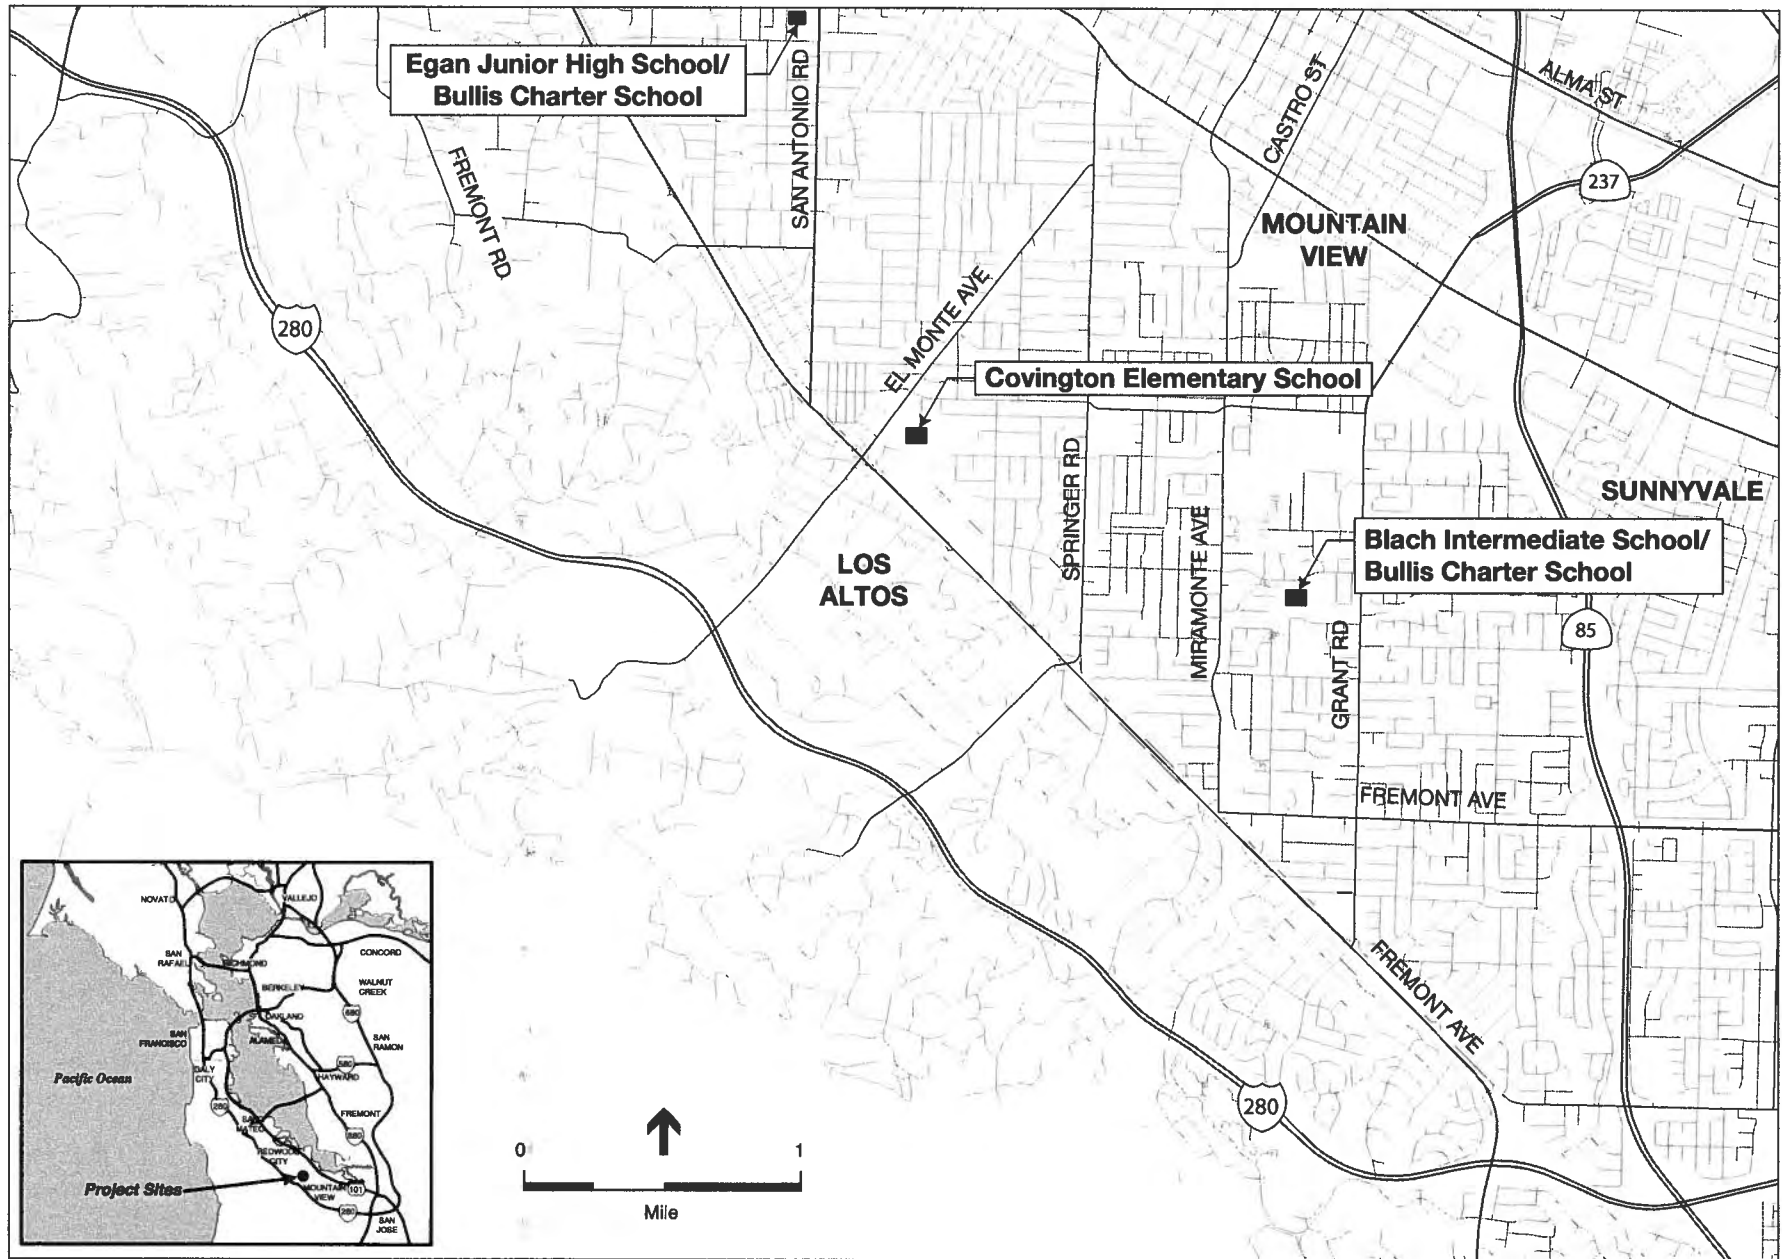 Egan Junior High School/
Bullis Charter School
SAN ANTONIO RD
FREMONT RD
CASTRO ST
ALMA ST
237
MOUNTAIN
VIEW
280
EL MONTE AVE
Covington Elementary School
SPRINGER RD
MIRAMONTE AVE
SUNNYVALE
Blach Intermediate School/
Bullis Charter School
LOS
ALTOS
85
GRANT RD
FREMONT AVE
FREMONT AVE
280
NOVATO
VALLEJO
SAN
RAFAEL
RICHMOND
CONCORD
BERKELEY
WALNUT
CREEK
680
OAKLAND
SAN
FRANCISCO
ALAMEDA
SAN
RAMON
580
DALY
CITY
HAYWARD
Pacific Ocean
280
FREMONT
SAN
MATEO
880
REDWOOD
CITY
Project Sites
MOUNTAIN
VIEW
101
280
SAN
JOSE
0
1
Mile